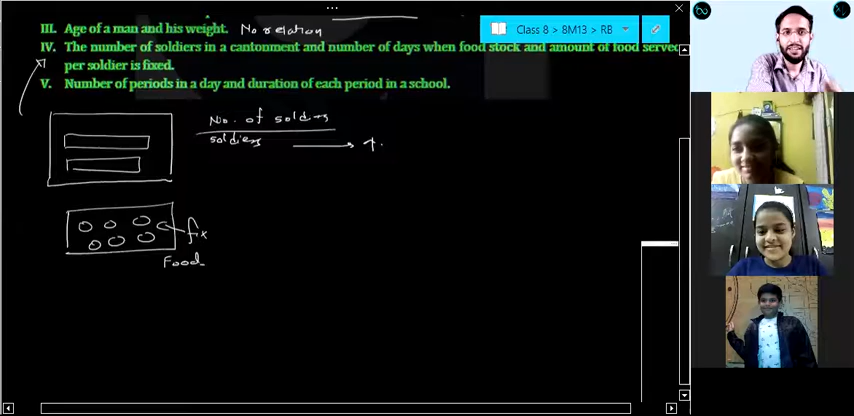 III. Age of a man and his weight. No relation
Class 8 > 8M13 > RB
IV. The number of soldiers in a cantonment and number of days when food stock and amount of food served
per soldier is fixed.
V. Number of periods in a day and duration of each period in a school.
No. of soldirs
soldiers
fix
Food